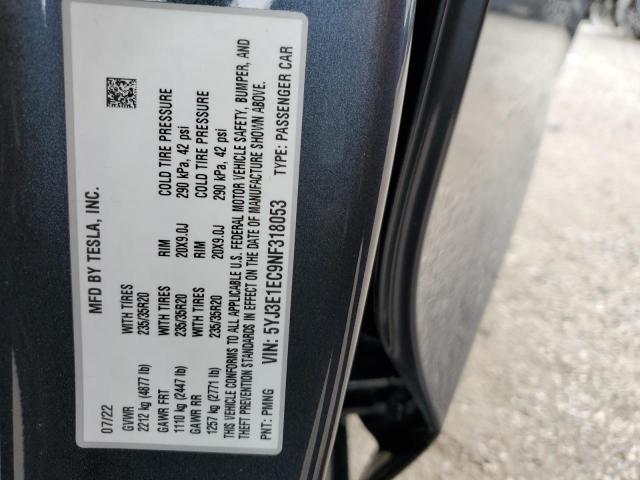 MFD BY TESLA, INC.
07/22
GVWR WITH TIRES RIM COLD TIRE PRESSURE
2212 kg (4877 lb) 235/35R20 20X9.0J 290 kPa, 42 psi
GAWR FRT WITH TIRES RIM COLD TIRE PRESSURE
1110 kg (2447 lb) 235/35R20 20X9.0J 290 kPa, 42 psi
GAWR RR
1257 kg (2771 lb)
THIS VEHICLE CONFORMS TO ALL APPLICABLE U.S. FEDERAL MOTOR VEHICLE SAFETY, BUMPER, AND
THEFT PREVENTION STANDARDS IN EFFECT ON THE DATE OF MANUFACTURE SHOWN ABOVE.
PNT: PMNG VIN: 5YJ3E1EC9NF318053 TYPE: PASSENGER CAR